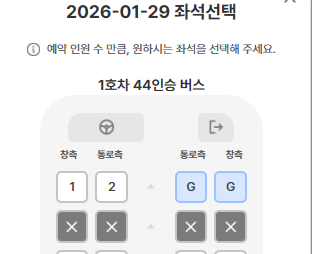 2026-01-29 좌석선택
예약 인원 수 만큼, 원하시는 좌석을 선택해 주세요.
1호차 44인승 버스
창측 통로측 통로측 창측
1 2 G G